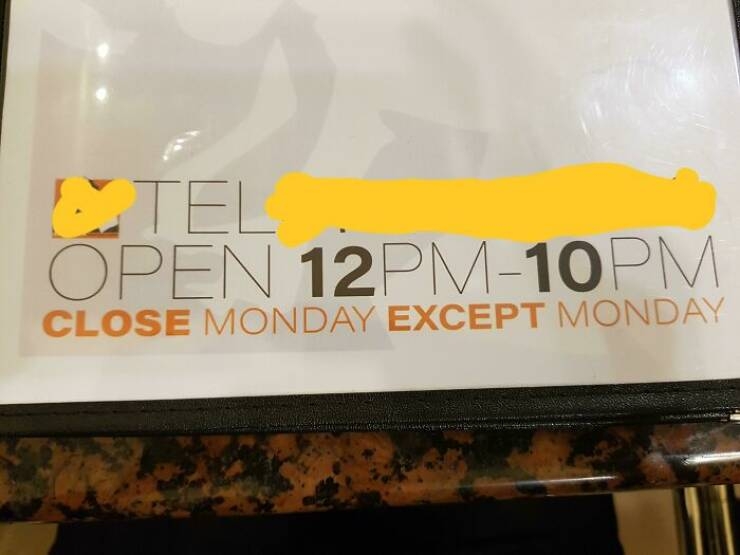 TEL
OPEN 12PM-10PM
CLOSE MONDAY EXCEPT MONDAY